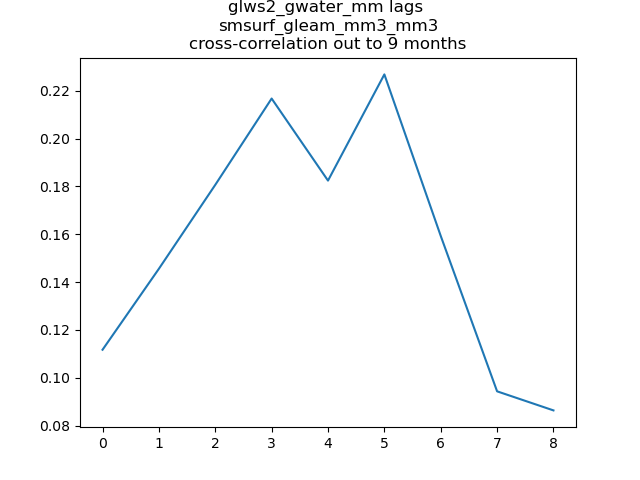 glws2_gwater_mm lags
smsurf_gleam_mm3_mm3
cross-correlation out to 9 months
0.22
0.20
0.18
0.16
0.14
0.12
0.10
0.08
0 1 2 3 4 5 6 7 8